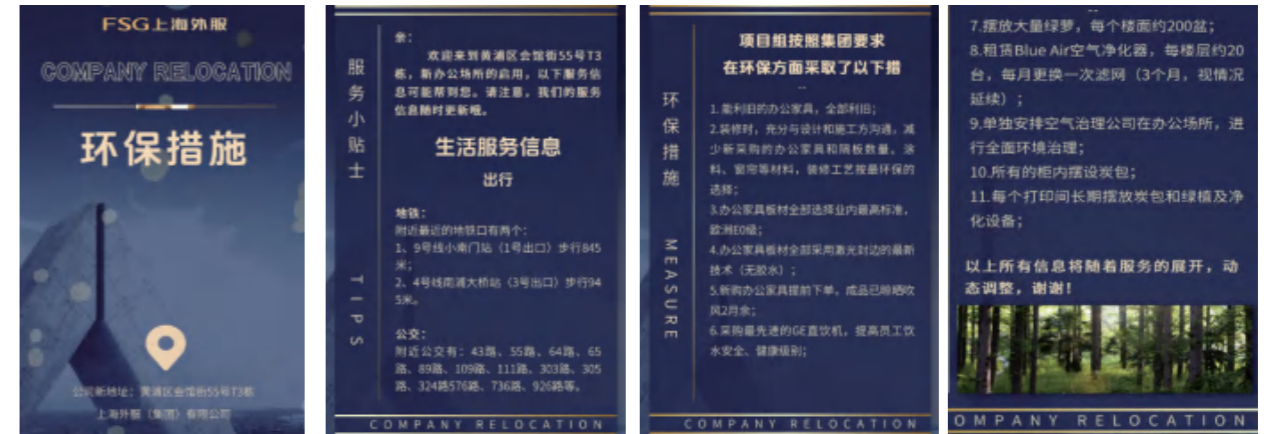 FSG上海外服
COMPANY RELOCATION
环保措施
公司新地址：黄浦区会馆街55号T3栋
上海外服（集团）有限公司
服务小贴士
TIPS
亲：
欢迎来到黄浦区会馆街55号T3
栋，新办公场所的启用，以下服务信
息可能帮到您。请注意，我们的服务
信息随时更新哦。
生活服务信息
出行
地铁：
附近最近的地铁口有两个：
1、9号线小南门站（1号出口）步行845
米；
2、4号线南浦大桥站（3号出口）步行94
5米。
公交：
附近公交有：43路、55路、64路、65
路、89路、109路、111路、303路、305
路、324路576路、736路、926路等。
COMPANY RELOCATION
环保措施
MEASURE
项目组按照集团要求
在环保方面采取了以下措
1.能利旧的办公家具，全部利旧；
2.装修时，充分与设计和施工方沟通，减
少新采购的办公家具和隔板数量、涂
料、窗帘等材料，装修工艺按最环保的
选择；
3.办公家具板材全部选择业内最高标准，
欧洲E0级；
4.办公家具板材全部采用激光封边的最新
技术（无胶水）；
5.新购办公家具提前下单，成品已晾晒吹
风2月余；
6.采购最先进的GE直饮机，提高员工饮
水安全、健康级别；
COMPANY RELOCATION
7.摆放大量绿萝，每个楼面约200盆；
8.租赁Blue Air空气净化器，每楼层约20
台，每月更换一次滤网（3个月，视情况
延续）；
9.单独安排空气治理公司在办公场所，进
行全面环境治理；
10.所有的柜内摆设炭包；
11.每个打印间长期摆放炭包和绿植及净
化设备；
以上所有信息将随着服务的展开，动
态调整，谢谢！
OMPANY RELOCATION